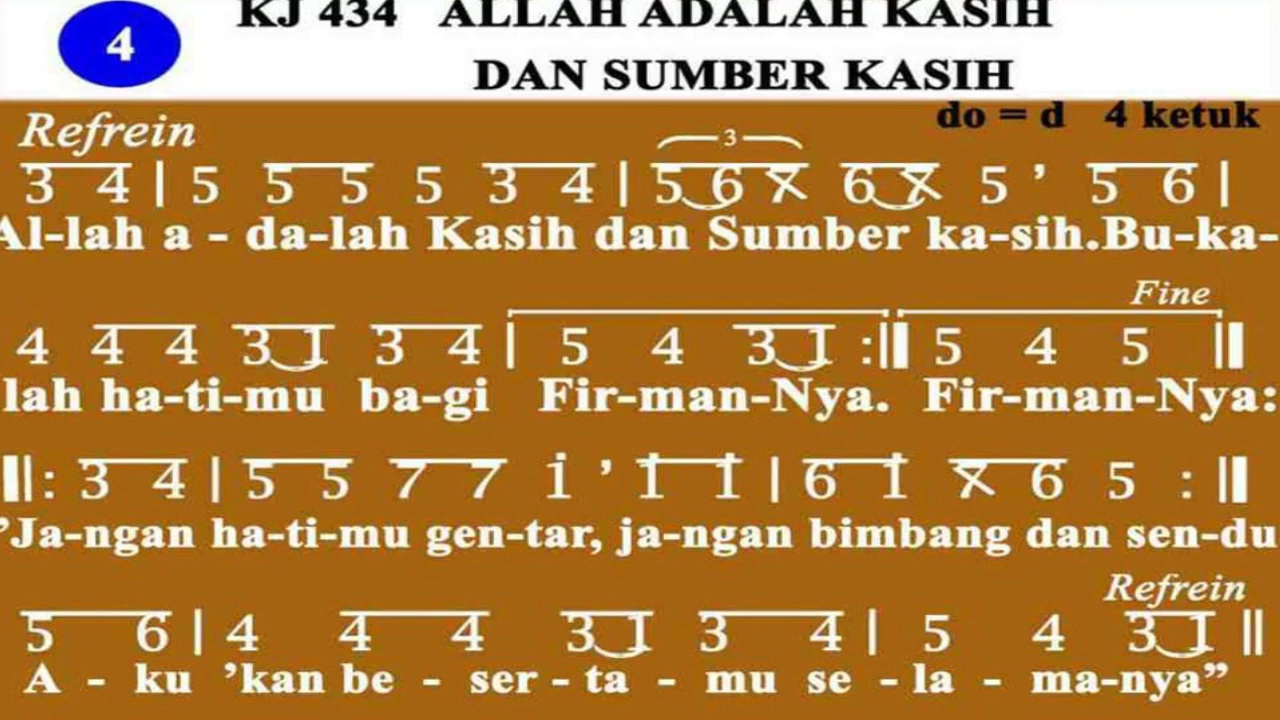 4
KJ 434 ALLAH ADALAH KASIH
DAN SUMBER KASIH
do = d 4 ketuk
Refrein
3
3 4 | 5 5 5 5 3 4 | 5 6 7 6 7 5 ’ 5 6 |
Al-lah a - da-lah Kasih dan Sumber ka-sih.Bu-ka-
Fine
4 4 4 3 1 3 4 | 5 4 3 1 :|| 5 4 5 ||
lah ha-ti-mu ba-gi Fir-man-Nya. Fir-man-Nya:
||: 3 4 | 5 5 7 7 1̇ ’ 1̇ 1̇ | 6 1̇ 7 6 5 :||
”Ja-ngan ha-ti-mu gen-tar, ja-ngan bimbang dan sen-du
Refrein
5 6 | 4 4 4 3 1 3 4 | 5 4 3 1 ||
A - ku ’kan be - ser - ta - mu se - la - ma-nya”